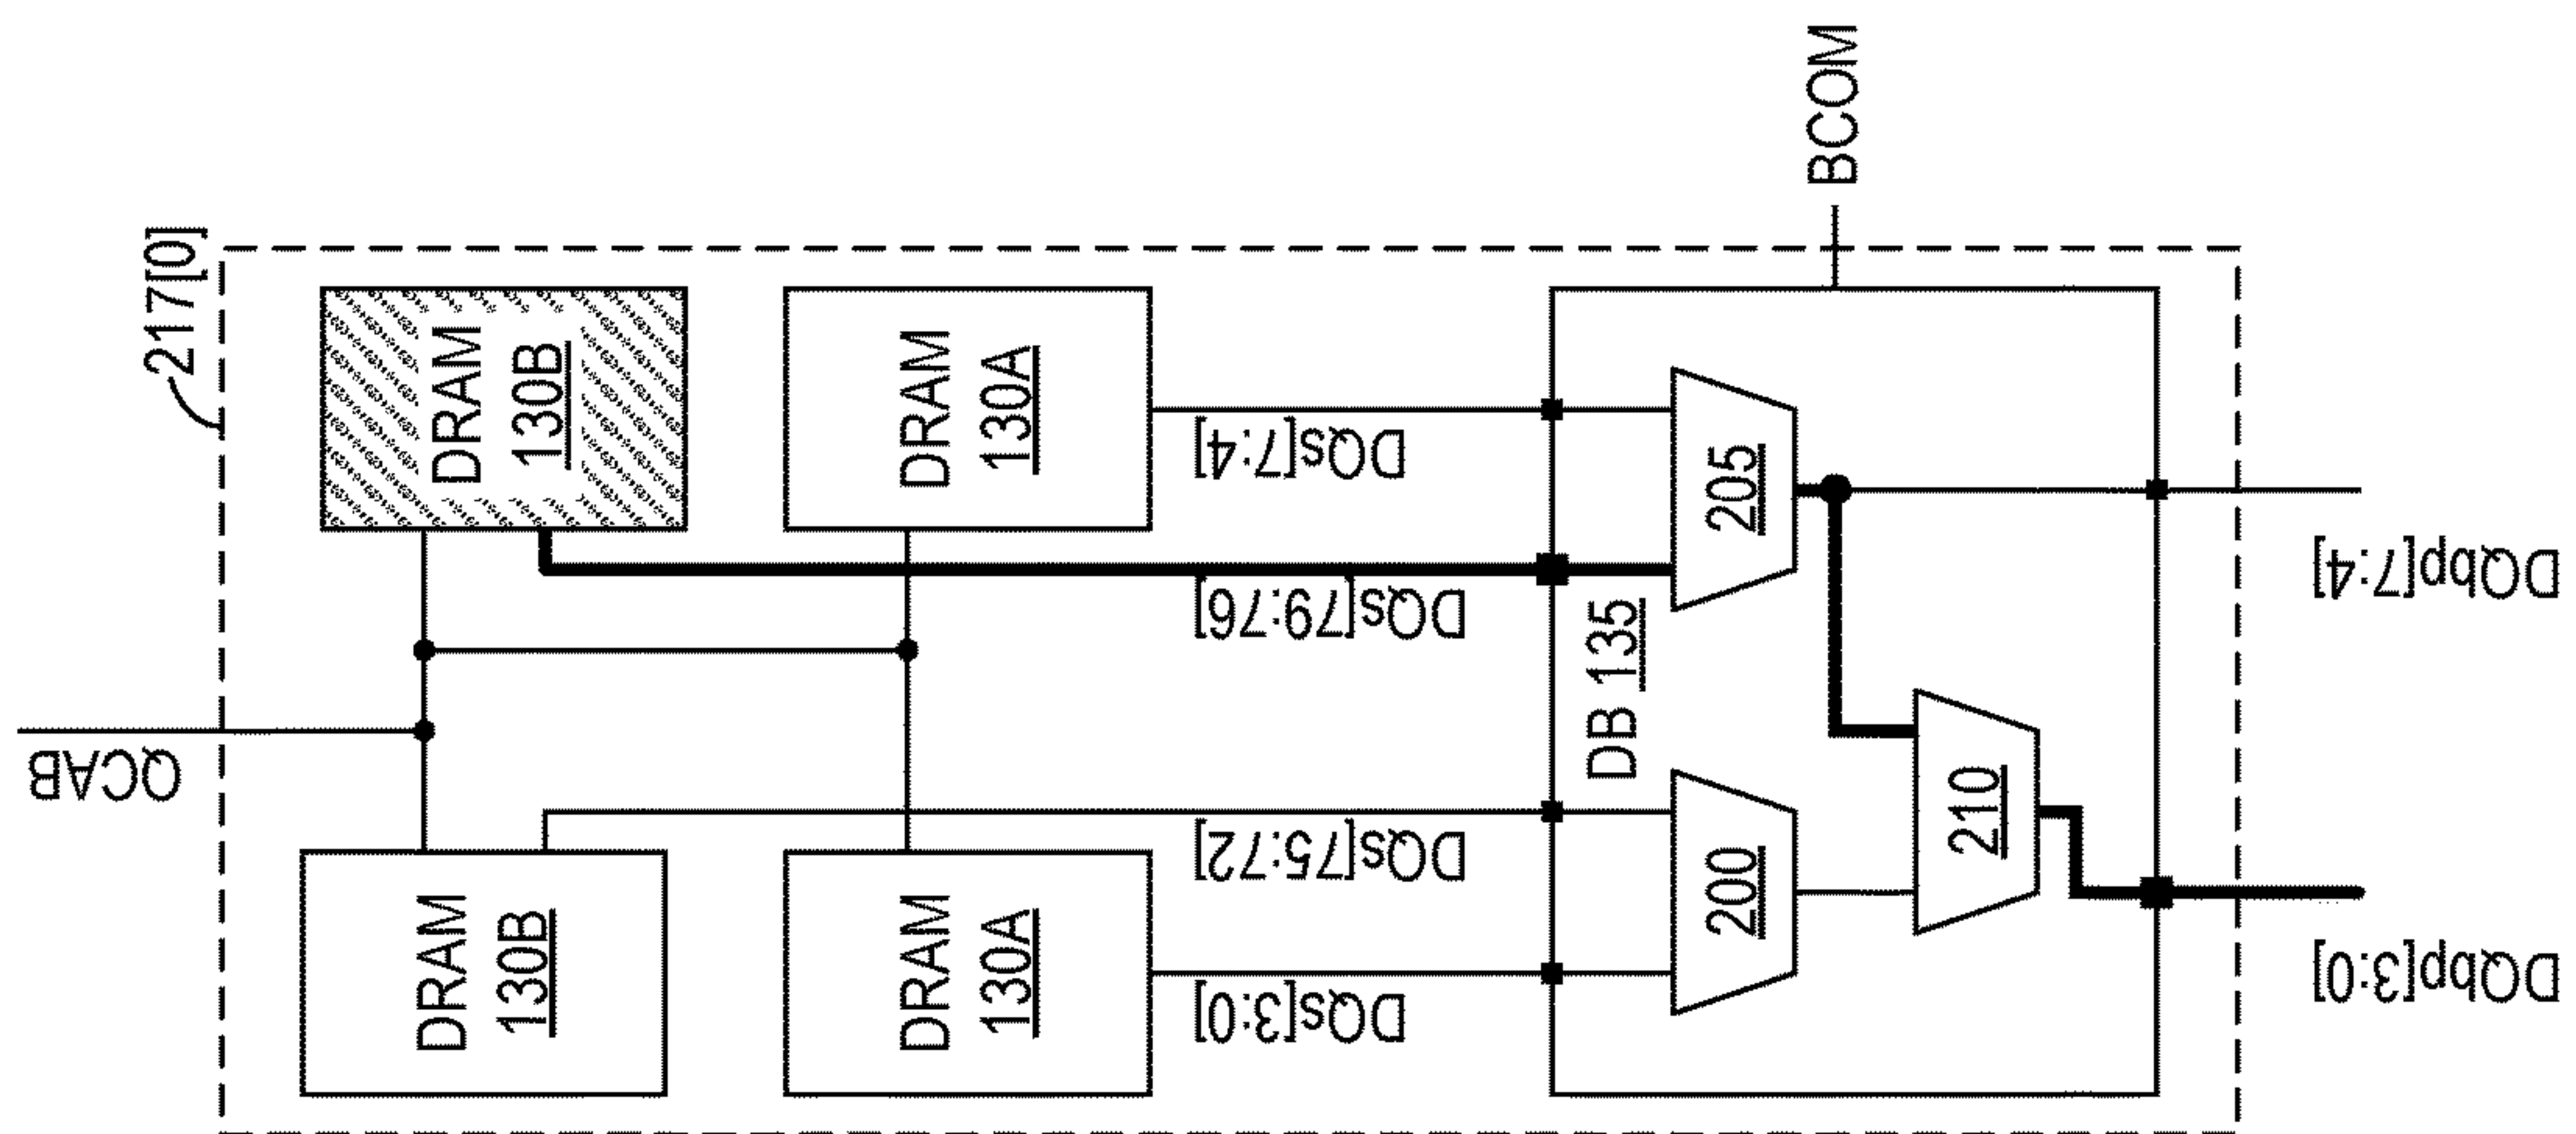 217[0]
QCAB
BCOM
DRAM
130B
DRAM
130B
DRAM
130A
DRAM
130A
DQs[7:4]
DQs[79:76]
DQs[75:72]
DQs[3:0]
DB 135
205
200
210
DQbp[7:4]
DQbp[3:0]